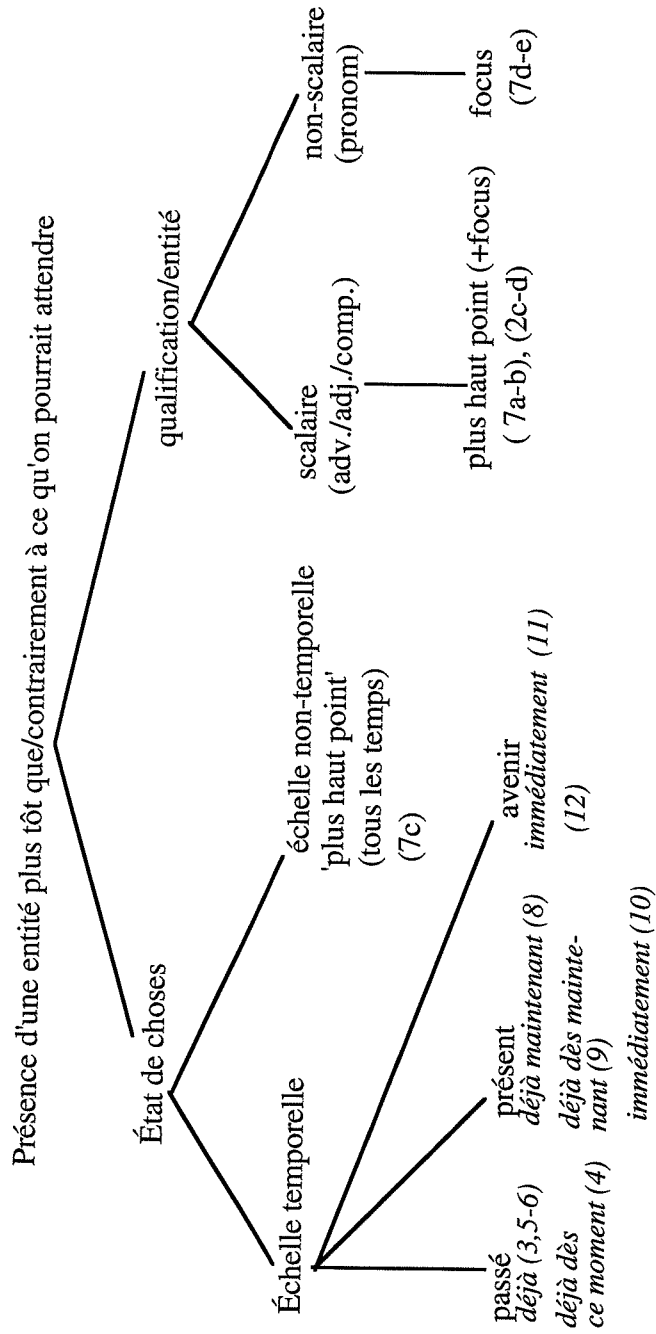 Présence d'une entité plus tôt que/contrairement à ce qu'on pourrait attendre
État de choses
qualification/entité
Échelle temporelle
échelle non-temporelle
'plus haut point'
(tous les temps)
(7c)
scalaire
(adv./adj./comp.)
non-scalaire
(pronom)
passé
déjà (3,5-6)
déjà dès
ce moment (4)
présent
déjà maintenant (8)
déjà dès mainte-
nant (9)
immédiatement (10)
avenir
immédiatement (11)
(12)
plus haut point (+focus)
( 7a-b), (2c-d)
focus
(7d-e)